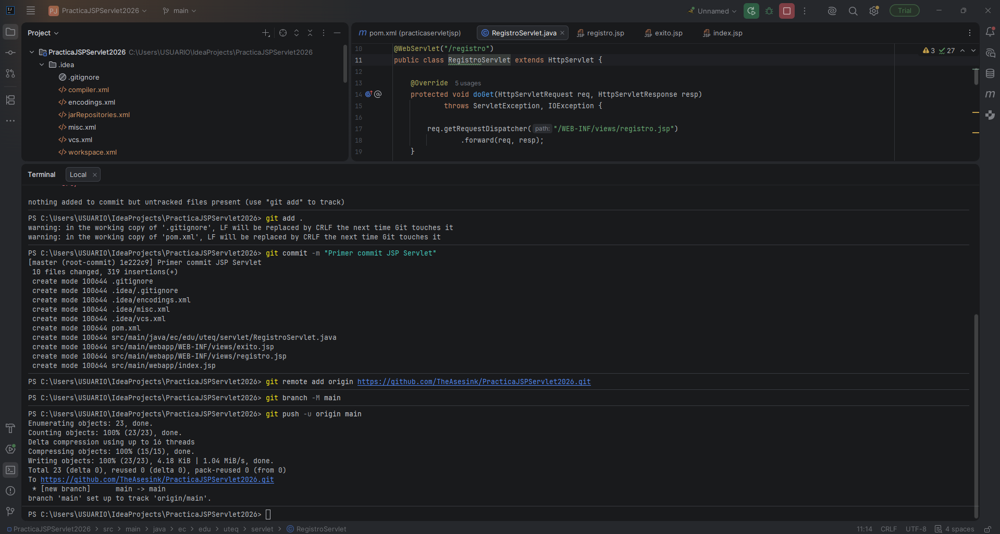 PJ PracticaJSPServlet2026 main Unnamed Trial
Project
PracticaJSPServlet2026 C:\Users\USUARIO\IdeaProjects\PracticaJSPServlet2026
.idea
.gitignore
compiler.xml
encodings.xml
jarRepositories.xml
misc.xml
vcs.xml
workspace.xml
m pom.xml (practicaservletjsp) RegistroServlet.java registro.jsp exito.jsp index.jsp
3 27
10 @WebServlet("/registro")
11 public class RegistroServlet extends HttpServlet {
12
13 @Override 5 usages
14 protected void doGet(HttpServletRequest req, HttpServletResponse resp)
15 throws ServletException, IOException {
16
17 req.getRequestDispatcher( path: "/WEB-INF/views/registro.jsp")
18 .forward(req, resp);
19 }
Terminal Local
nothing added to commit but untracked files present (use "git add" to track)
PS C:\Users\USUARIO\IdeaProjects\PracticaJSPServlet2026> git add .
warning: in the working copy of '.gitignore', LF will be replaced by CRLF the next time Git touches it
warning: in the working copy of 'pom.xml', LF will be replaced by CRLF the next time Git touches it
PS C:\Users\USUARIO\IdeaProjects\PracticaJSPServlet2026> git commit -m "Primer commit JSP Servlet"
[master (root-commit) 1e222c9] Primer commit JSP Servlet
10 files changed, 319 insertions(+)
create mode 100644 .gitignore
create mode 100644 .idea/.gitignore
create mode 100644 .idea/encodings.xml
create mode 100644 .idea/misc.xml
create mode 100644 .idea/vcs.xml
create mode 100644 pom.xml
create mode 100644 src/main/java/ec/edu/uteq/servlet/RegistroServlet.java
create mode 100644 src/main/webapp/WEB-INF/views/exito.jsp
create mode 100644 src/main/webapp/WEB-INF/views/registro.jsp
create mode 100644 src/main/webapp/index.jsp
PS C:\Users\USUARIO\IdeaProjects\PracticaJSPServlet2026> git remote add origin https://github.com/TheAsesink/PracticaJSPServlet2026.git
PS C:\Users\USUARIO\IdeaProjects\PracticaJSPServlet2026> git branch -M main
PS C:\Users\USUARIO\IdeaProjects\PracticaJSPServlet2026> git push -u origin main
Enumerating objects: 23, done.
Counting objects: 100% (23/23), done.
Delta compression using up to 16 threads
Compressing objects: 100% (15/15), done.
Writing objects: 100% (23/23), 4.18 KiB | 1.04 MiB/s, done.
Total 23 (delta 0), reused 0 (delta 0), pack-reused 0 (from 0)
To https://github.com/TheAsesink/PracticaJSPServlet2026.git
* [new branch] main -> main
branch 'main' set up to track 'origin/main'.
PS C:\Users\USUARIO\IdeaProjects\PracticaJSPServlet2026>
PracticaJSPServlet2026 > src > main > java > ec > edu > uteq > servlet > RegistroServlet 11:14 CRLF UTF-8 4 spaces